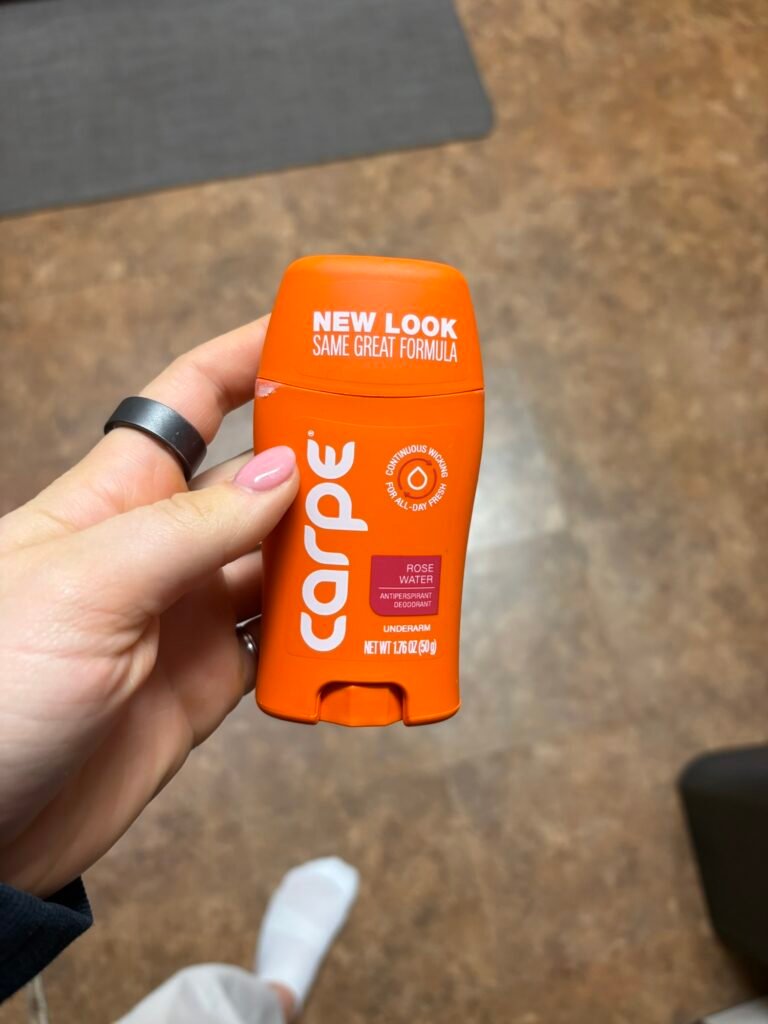 NEW LOOK
SAME GREAT FORMULA
carpe®
CONTINUOUS WICKING
FOR ALL-DAY FRESH
ROSE
WATER
ANTIPERSPIRANT
DEODORANT
UNDERARM
NET WT 1.76 OZ (50 g)